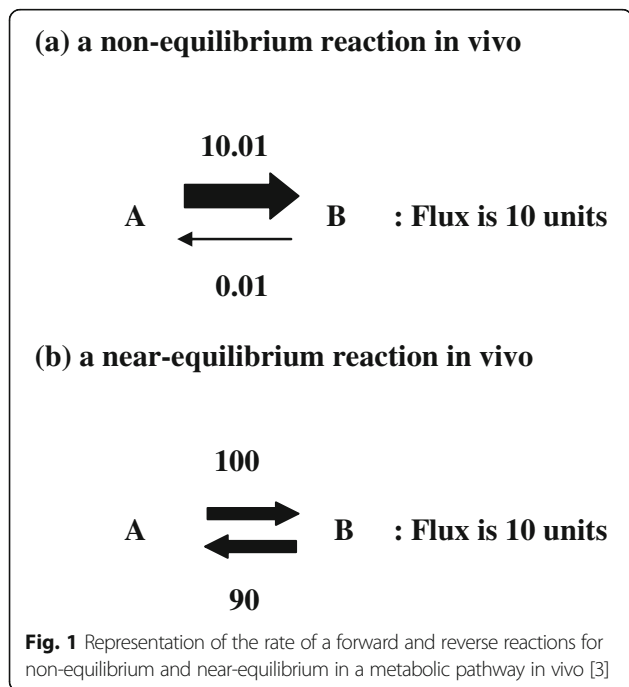 (a) a non-equilibrium reaction in vivo
10.01
A B : Flux is 10 units
0.01
(b) a near-equilibrium reaction in vivo
100
A B : Flux is 10 units
90
Fig. 1 Representation of the rate of a forward and reverse reactions for
non-equilibrium and near-equilibrium in a metabolic pathway in vivo [3]